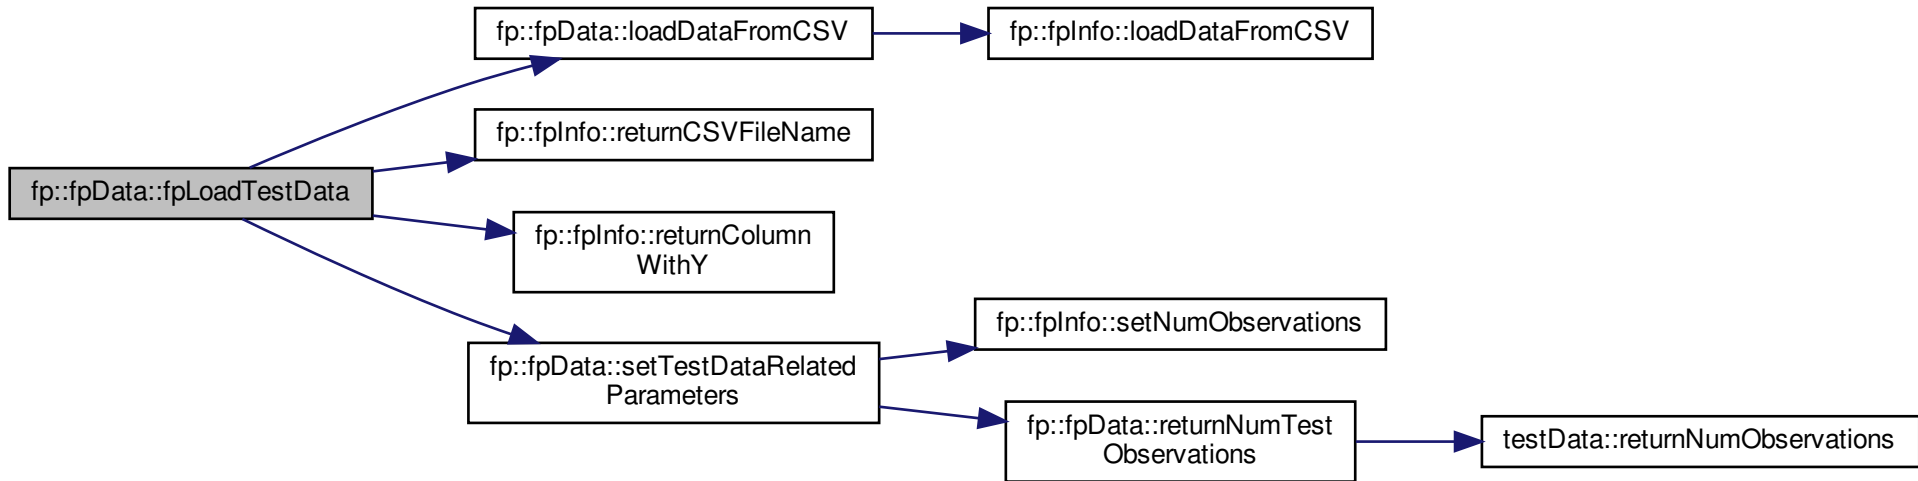 fp::fpData::loadDataFromCSV
fp::fpInfo::loadDataFromCSV
fp::fpInfo::returnCSVFileName
fp::fpData::fpLoadTestData
fp::fpInfo::returnColumn
WithY
fp::fpInfo::setNumObservations
fp::fpData::setTestDataRelated
Parameters
fp::fpData::returnNumTest
Observations
testData::returnNumObservations